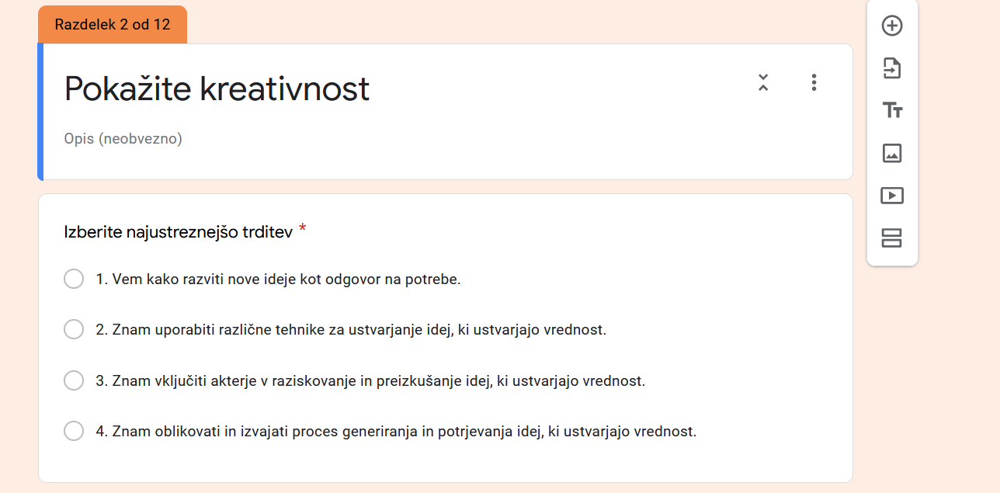 Razdelek 2 od 12
Pokažite kreativnost
Opis (neobvezno)
Izberite najustreznejšo trditev *
1. Vem kako razviti nove ideje kot odgovor na potrebe.
2. Znam uporabiti različne tehnike za ustvarjanje idej, ki ustvarjajo vrednost.
3. Znam vključiti akterje v raziskovanje in preizkušanje idej, ki ustvarjajo vrednost.
4. Znam oblikovati in izvajati proces generiranja in potrjevanja idej, ki ustvarjajo vrednost.